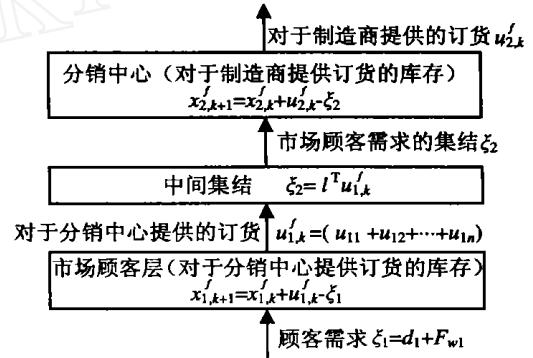 对于制造商提供的订货 u^f_{2,k}
分销中心（对于制造商提供订货的库存）
x^f_{2,k+1}=x^f_{2,k}+u^f_{2,k}-ξ_2
市场顾客需求的集结 ξ_2
中间集结 ξ_2= l^T u^f_{1,k}
对于分销中心提供的订货 u^f_{1,k}=( u_{11} +u_{12}+···+u_{1n})
市场顾客层（对于分销中心提供订货的库存）
x^f_{1,k+1}=x^f_{1,k}+u^f_{1,k}-ξ_1
顾客需求 ξ_1=d_1+F_{w1}